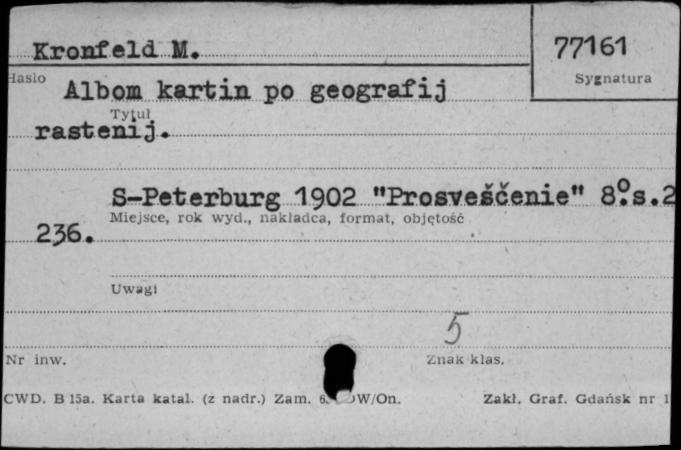 Kronfeld M.
77161
Hasło
Sygnatura
Albom kartin po geografij
Tytuł
rastenij.
S-Peterburg 1902 "Prosveščenie" 8°.s.2
Miejsce, rok wyd., nakładca, format, objętość
236.
Uwagi
5
Nr inw.
Znak klas.
CWD. B 15a. Karta katal. (z nadr.) Zam. W/On.
Zakł. Graf. Gdańsk nr 1